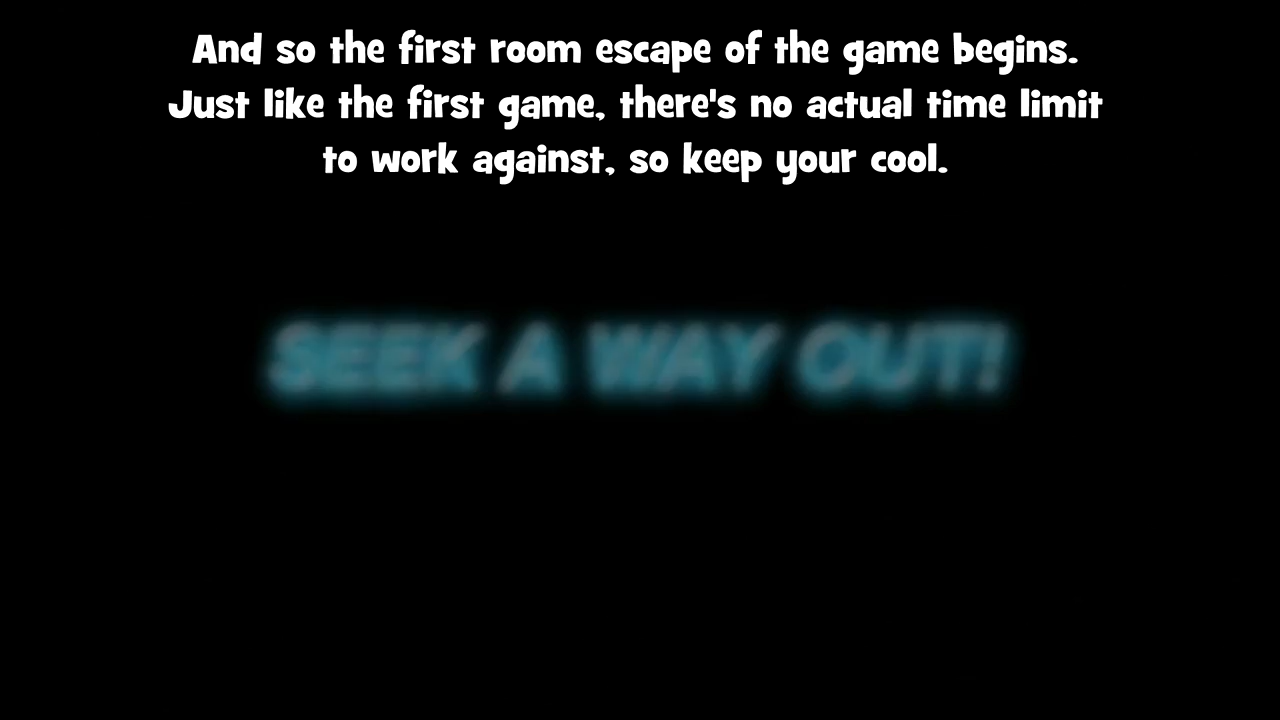 And so the first room escape of the game begins.
Just like the first game, there's no actual time limit
to work against, so keep your cool.
SEEK A WAY OUT!